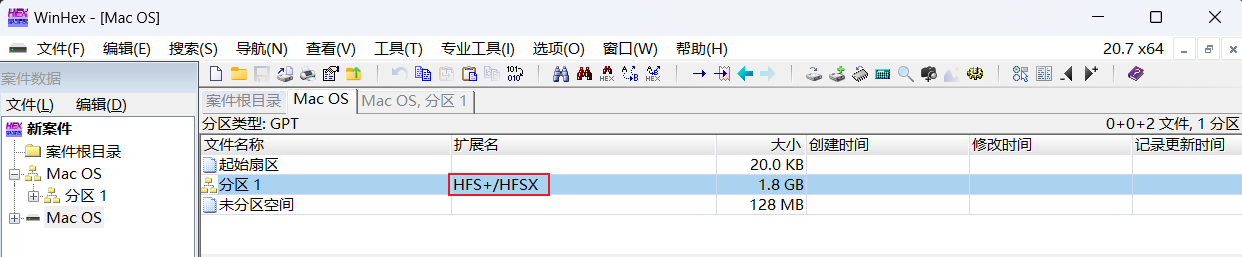 WinHex - [Mac OS]
文件(F) 编辑(E) 搜索(S) 导航(N) 查看(V) 工具(T) 专业工具(I) 选项(O) 窗口(W) 帮助(H) 20.7 x64
案件数据
文件(L) 编辑(D)
新案件
案件根目录
Mac OS
分区 1
Mac OS
案件根目录 Mac OS Mac OS, 分区 1
分区类型: GPT 0+0+2 文件, 1 分区
文件名称 扩展名 大小 创建时间 修改时间 记录更新时间
起始扇区 20.0 KB
分区 1 HFS+/HFSX 1.8 GB
未分区空间 128 MB